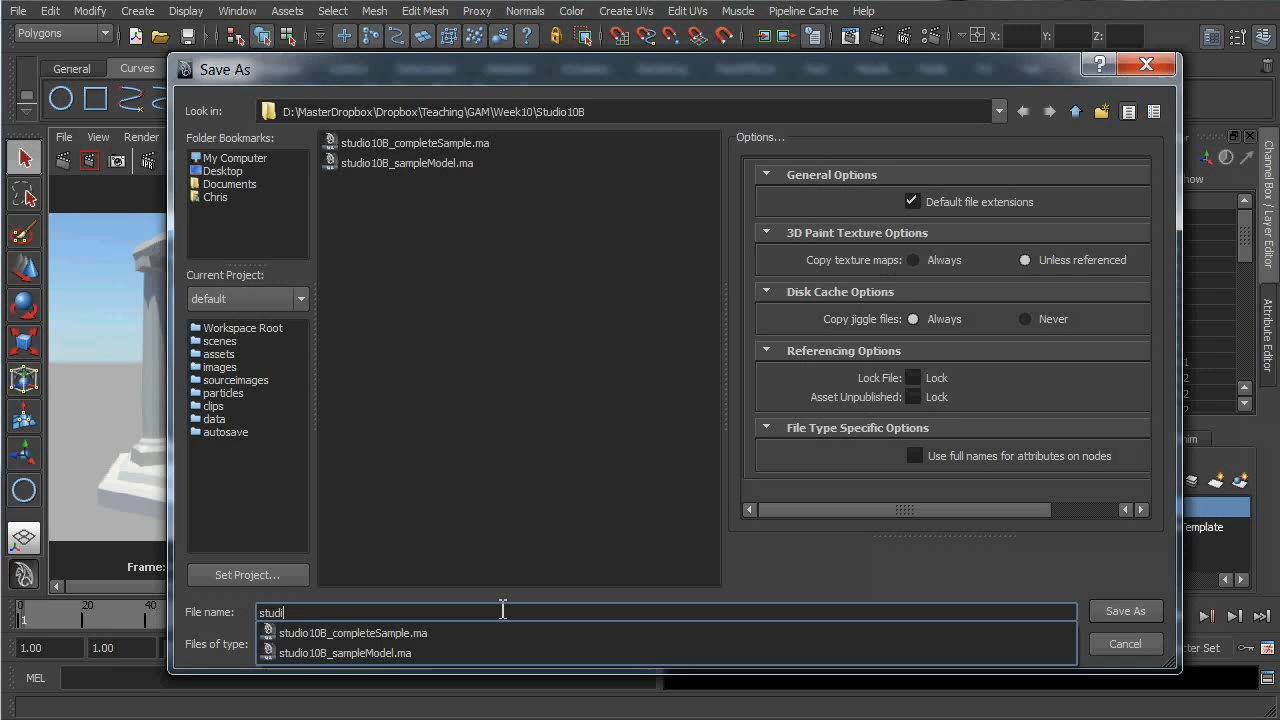 File Edit Modify Create Display Window Assets Select Mesh Edit Mesh Proxy Normals Color Create UVs Edit UVs Muscle Pipeline Cache Help
Polygons X: Y: Z:
General Curves
Save As
File View
Look in: D:\MasterDropbox\Dropbox\Teaching\GAM\Week10\Studio10B
Folder Bookmarks:
My Computer
Desktop
Documents
Chris
Current Project:
default
Workspace Root
scenes
assets
images
sourceimages
particles
clips
data
autosave
Set Project...
studio10B_completeSample.ma
studio10B_sampleModel.ma
Options...
General Options
Default file extensions
3D Paint Texture Options
Copy texture maps: Always Unless referenced
Disk Cache Options
Copy jiggle files: Always Never
Referencing Options
Lock File: Lock
Asset Unpublished: Lock
File Type Specific Options
Use full names for attributes on nodes
File name: studi
Save As
studio10B_completeSample.ma
studio10B_sampleModel.ma
Files of type:
Cancel
Channel Box / Layer Editor
Attribute Editor
Template
Frame:
0 20 40
1
1.00 1.00
MEL